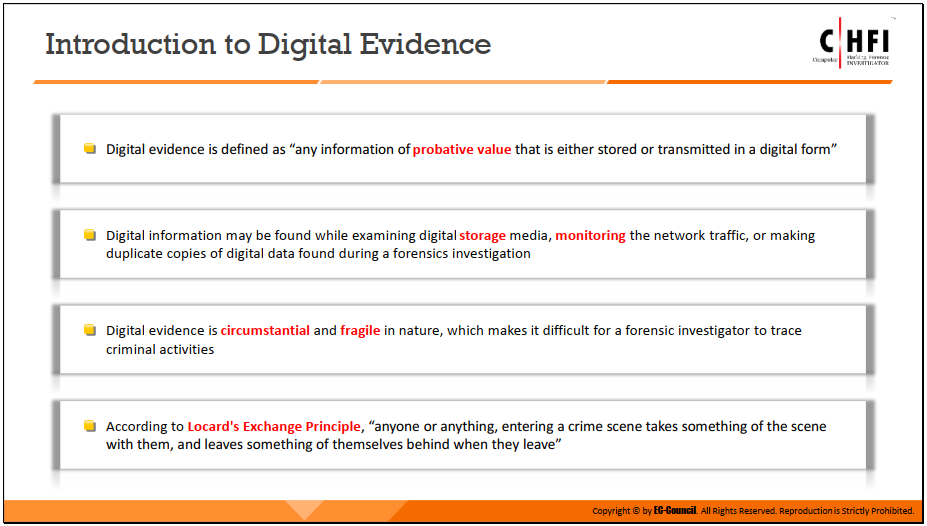 Introduction to Digital Evidence
CHFI
Computer Hacking Forensic
INVESTIGATOR
Digital evidence is defined as “any information of probative value that is either stored or transmitted in a digital form”
Digital information may be found while examining digital storage media, monitoring the network traffic, or making
duplicate copies of digital data found during a forensics investigation
Digital evidence is circumstantial and fragile in nature, which makes it difficult for a forensic investigator to trace
criminal activities
According to Locard's Exchange Principle, “anyone or anything, entering a crime scene takes something of the scene
with them, and leaves something of themselves behind when they leave”
Copyright © by EC-Council. All Rights Reserved. Reproduction is Strictly Prohibited.